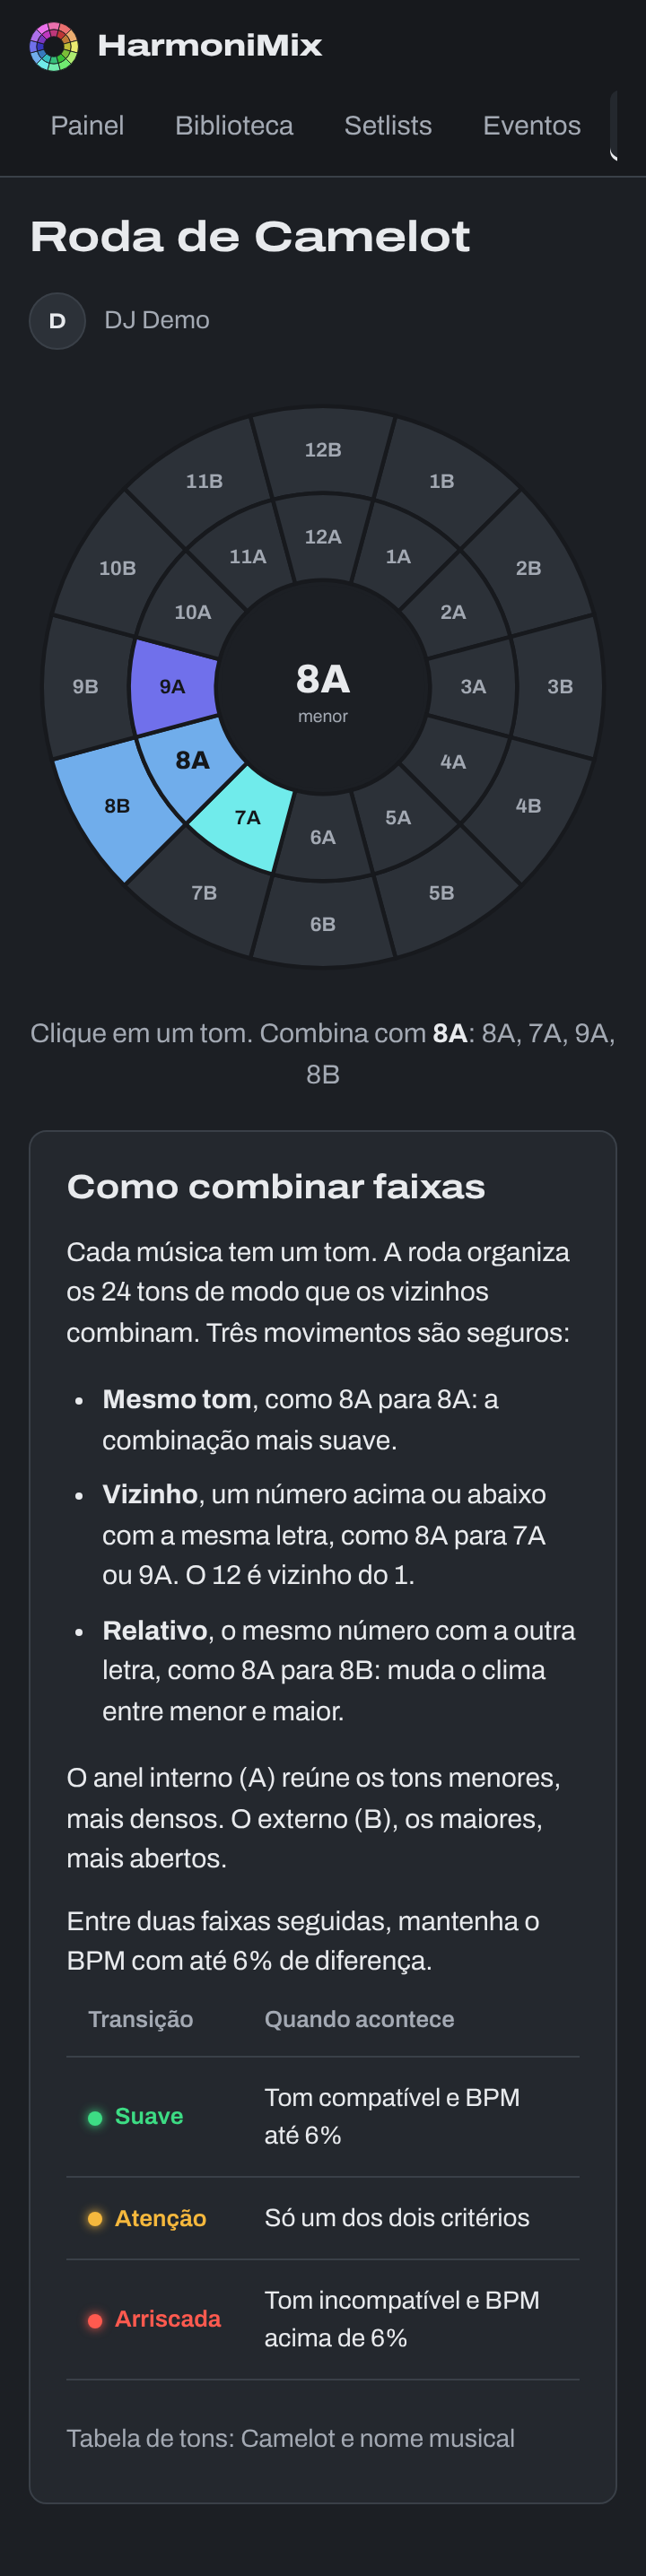 HarmoniMix
Painel Biblioteca Setlists Eventos
Roda de Camelot
D DJ Demo
12B
11B 1B
12A
11A 1A
10B 2B
10A 2A
9B 9A 3A 3B
8A
menor
8A 4A
8B 4B
7A 5A
6A
7B 5B
6B
Clique em um tom. Combina com 8A: 8A, 7A, 9A,
8B
Como combinar faixas
Cada música tem um tom. A roda organiza
os 24 tons de modo que os vizinhos
combinam. Três movimentos são seguros:
• Mesmo tom, como 8A para 8A: a
combinação mais suave.
• Vizinho, um número acima ou abaixo
com a mesma letra, como 8A para 7A
ou 9A. O 12 é vizinho do 1.
• Relativo, o mesmo número com a outra
letra, como 8A para 8B: muda o clima
entre menor e maior.
O anel interno (A) reúne os tons menores,
mais densos. O externo (B), os maiores,
mais abertos.
Entre duas faixas seguidas, mantenha o
BPM com até 6% de diferença.
Transição Quando acontece
Suave Tom compatível e BPM
até 6%
Atenção Só um dos dois critérios
Arriscada Tom incompatível e BPM
acima de 6%
Tabela de tons: Camelot e nome musical